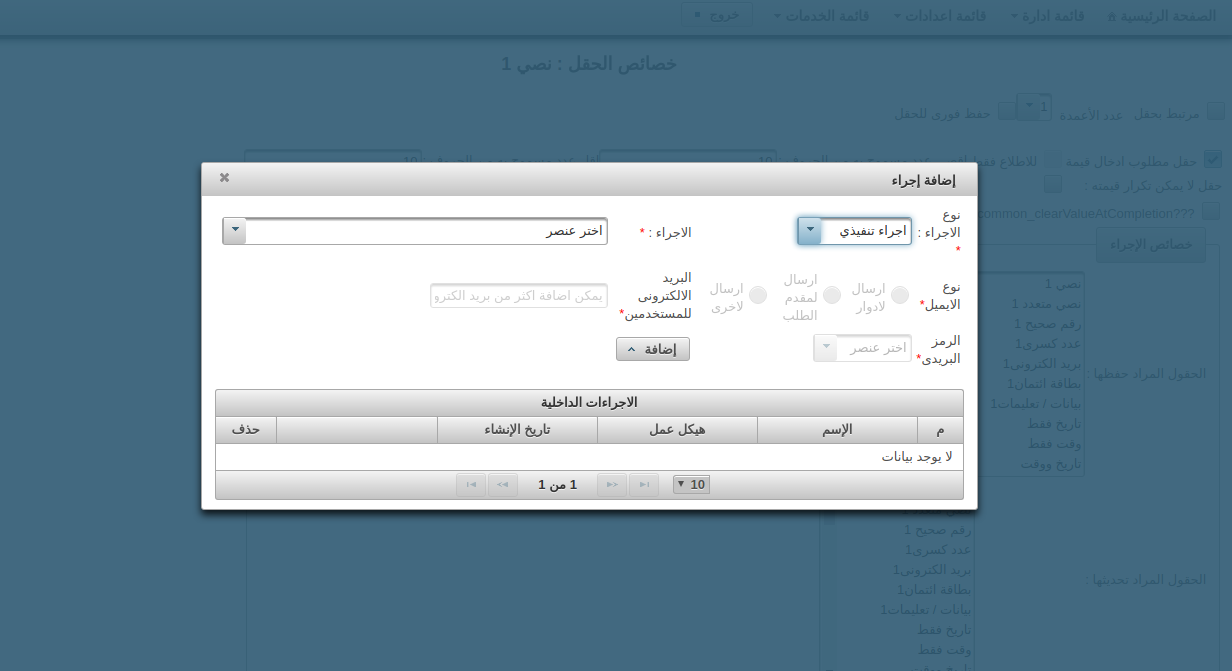 الصفحة الرئيسية قائمة ادارة قائمة اعدادات قائمة الخدمات خروج
خصائص الحقل : نصي 1
مرتبط بحقل عدد الأعمدة 1 حفظ فورى للحقل
حقل مطلوب ادخال قيمة للاطلاع فقط
حقل لا يمكن تكرار قيمته :
common_clearValueAtCompletion???
خصائص الإجراء
الحقول المراد حفظها :
نصي 1
نصي متعدد 1
رقم صحيح 1
عدد كسرى1
بريد الكترونى1
بطاقة ائتمان1
بيانات / تعليمات1
تاريخ فقط
وقت فقط
تاريخ ووقت
إضافة إجراء
نوع الاجراء : * اجراء تنفيذي الاجراء : * اختر عنصر
نوع الايميل* ارسال لادوار ارسال لمقدم الطلب ارسال لاخرى
البريد الالكترونى للمستخدمين* يمكن اضافة اكثر من بريد الكترو
الرمز البريدى* اختر عنصر إضافة
الاجراءات الداخلية
م الإسم هيكل عمل تاريخ الإنشاء حذف
لا يوجد بيانات
10 1 من 1
الحقول المراد تحديثها :
رقم صحيح 1
عدد كسرى1
بريد الكترونى1
بطاقة ائتمان1
بيانات / تعليمات1
تاريخ فقط
وقت فقط